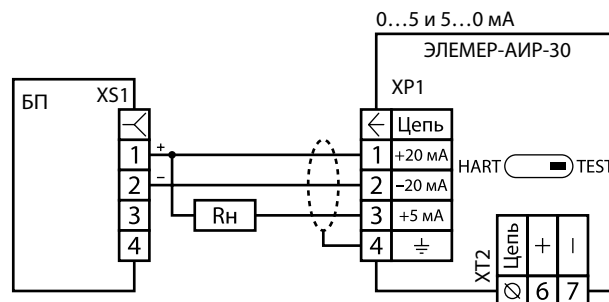 0...5 и 5...0 мА
ЭЛЕМЕР-АИР-30
БП
XS1
XP1
Цепь
1 + 1 +20 мА
2 – 2 –20 мА
HART TEST
3 Rн 3 +5 мА
4 4
XT2
Цепь + –
Ø 6 7